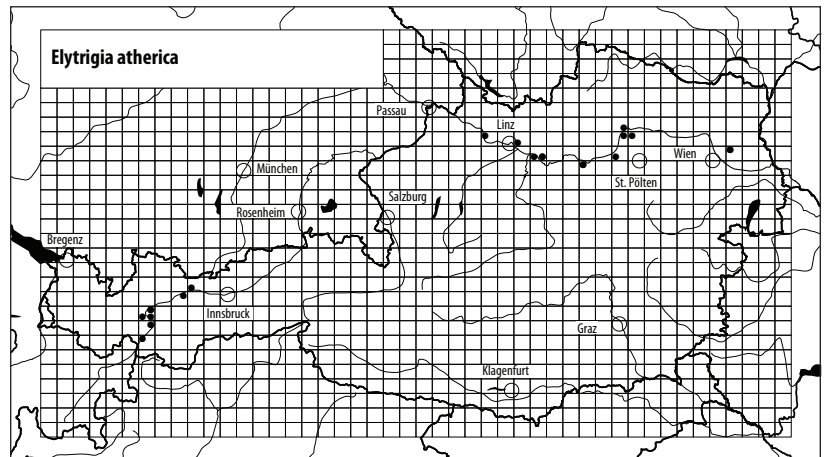 Elytrigia atherica
Passau
Linz
München
Wien
St. Pölten
Salzburg
Rosenheim
Bregenz
Innsbruck
Graz
Klagenfurt